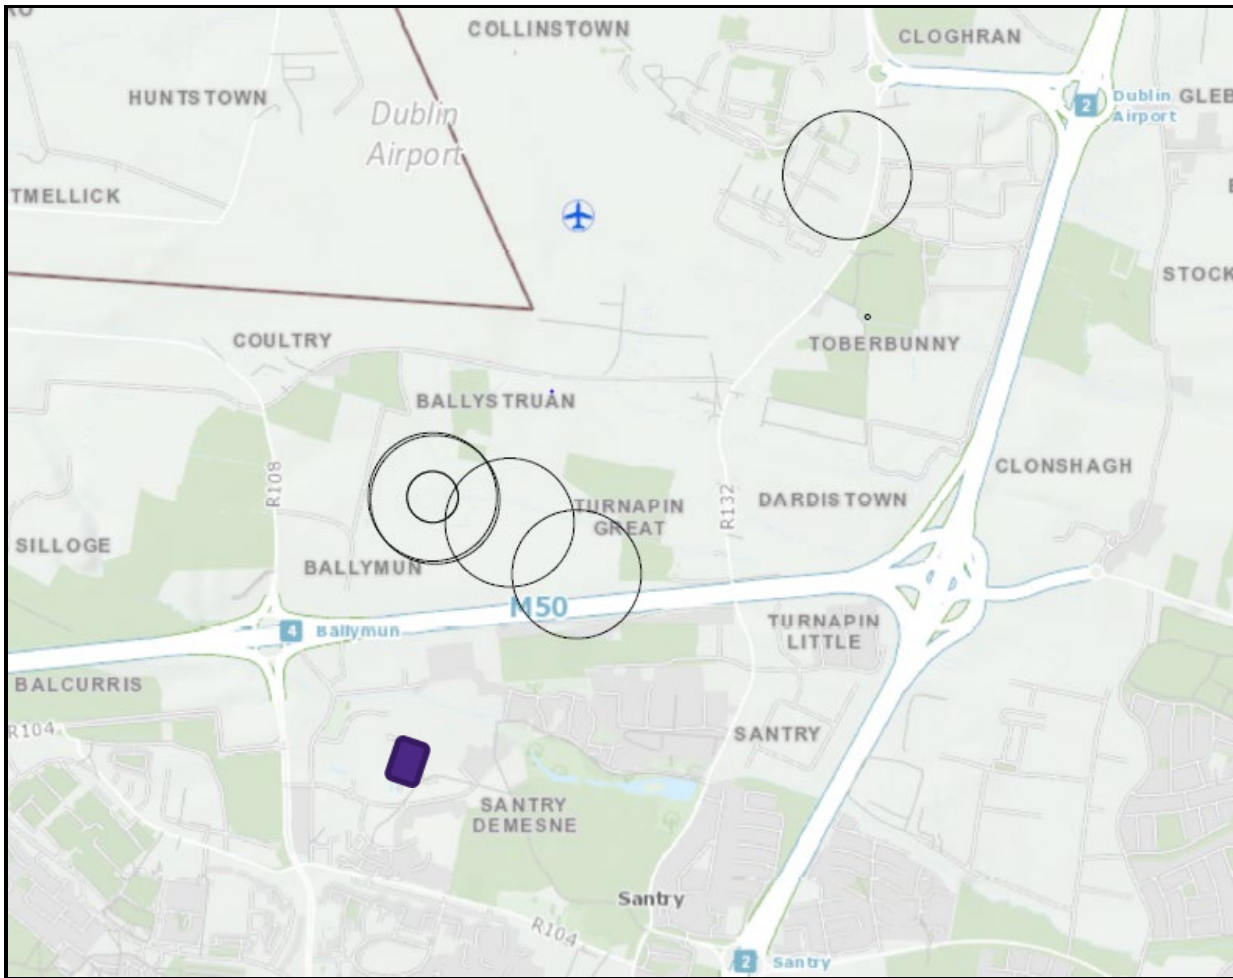 COLLINSTOWN
CLOGHRAN
HUNTSTOWN
Dublin
Airport
2
Dublin
Airport
GLEB
TMELLICK
STOCK
COULTRY
TOBERBUNNY
BALLYSTRUAN
R108
CLONSHAGH
R132
DARDISTOWN
TURNAPIN
GREAT
SILLOGE
BALLYMUN
M50
4
Ballymun
TURNAPIN
LITTLE
BALCURRIS
R104
SANTRY
SANTRY
DEMESNE
Santry
R104
2
Santry